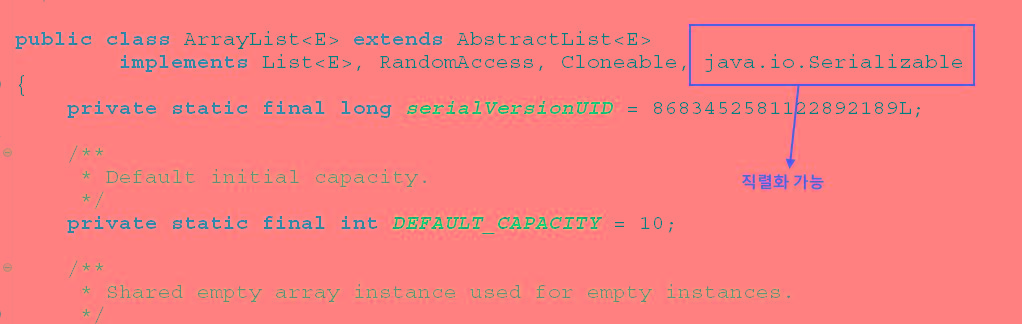 public class ArrayList<E> extends AbstractList<E>
implements List<E>, RandomAccess, Cloneable, java.io.Serializable
{
private static final long serialVersionUID = 8683452581122892189L;
/**
* Default initial capacity.
*/
직렬화 가능
private static final int DEFAULT_CAPACITY = 10;
/**
* Shared empty array instance used for empty instances.
*/